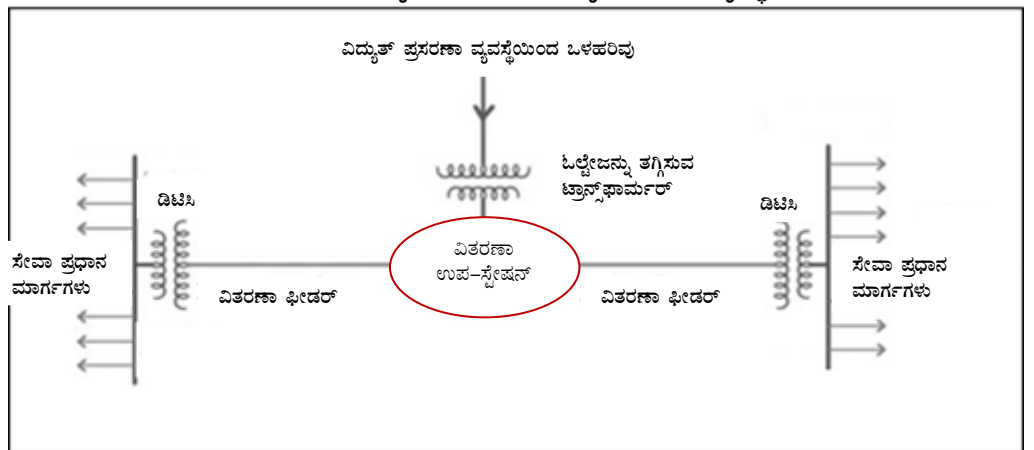 ವಿದ್ಯುತ್ ಪ್ರಸರಣಾ ವ್ಯವಸ್ಥೆಯಿಂದ ಒಳಹರಿವು
ಓಲ್ಟೇಜನ್ನು ತಗ್ಗಿಸುವ
ಟ್ರಾನ್ಸ್‌ಫಾರ್ಮರ್
ಡಿಟಿಸಿ
ಡಿಟಿಸಿ
ವಿತರಣಾ
ಉಪ–ಸ್ಟೇಷನ್
ಸೇವಾ ಪ್ರಧಾನ
ಮಾರ್ಗಗಳು
ವಿತರಣಾ ಫೀಡರ್
ವಿತರಣಾ ಫೀಡರ್
ಸೇವಾ ಪ್ರಧಾನ
ಮಾರ್ಗಗಳು